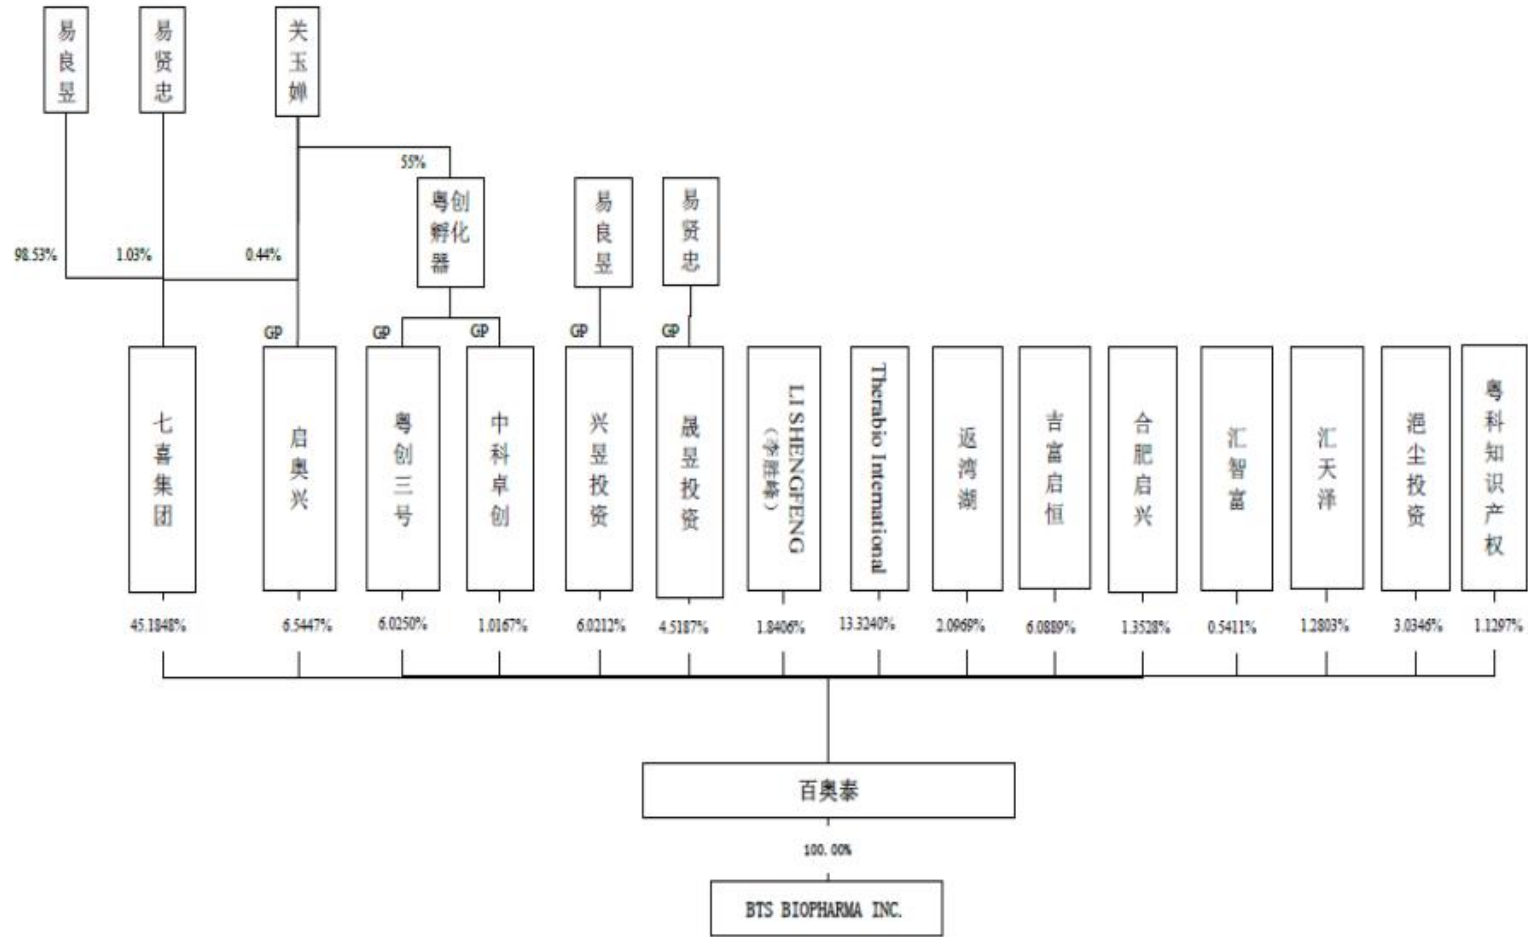 易良昱
易贤忠
关玉婵
55%
粤创
孵化
器
易良昱
易贤忠
98.53%
1.03%
0.44%
GP
GP
GP
GP
GP
七喜集团
启奥兴
粤创三号
中科卓创
兴昱投资
晟昱投资
LI SHENGFENG
(李胜峰)
Therabio International
返湾湖
吉富启恒
合肥启兴
汇智富
汇天泽
浥尘投资
粤科知识产权
45.1848%
6.5447%
6.0250%
1.0167%
6.0212%
4.5187%
1.8406%
13.3240%
2.0969%
6.0889%
1.3528%
0.5411%
1.2803%
3.0346%
1.1297%
百奥泰
100.00%
BTS BIOPHARMA INC.